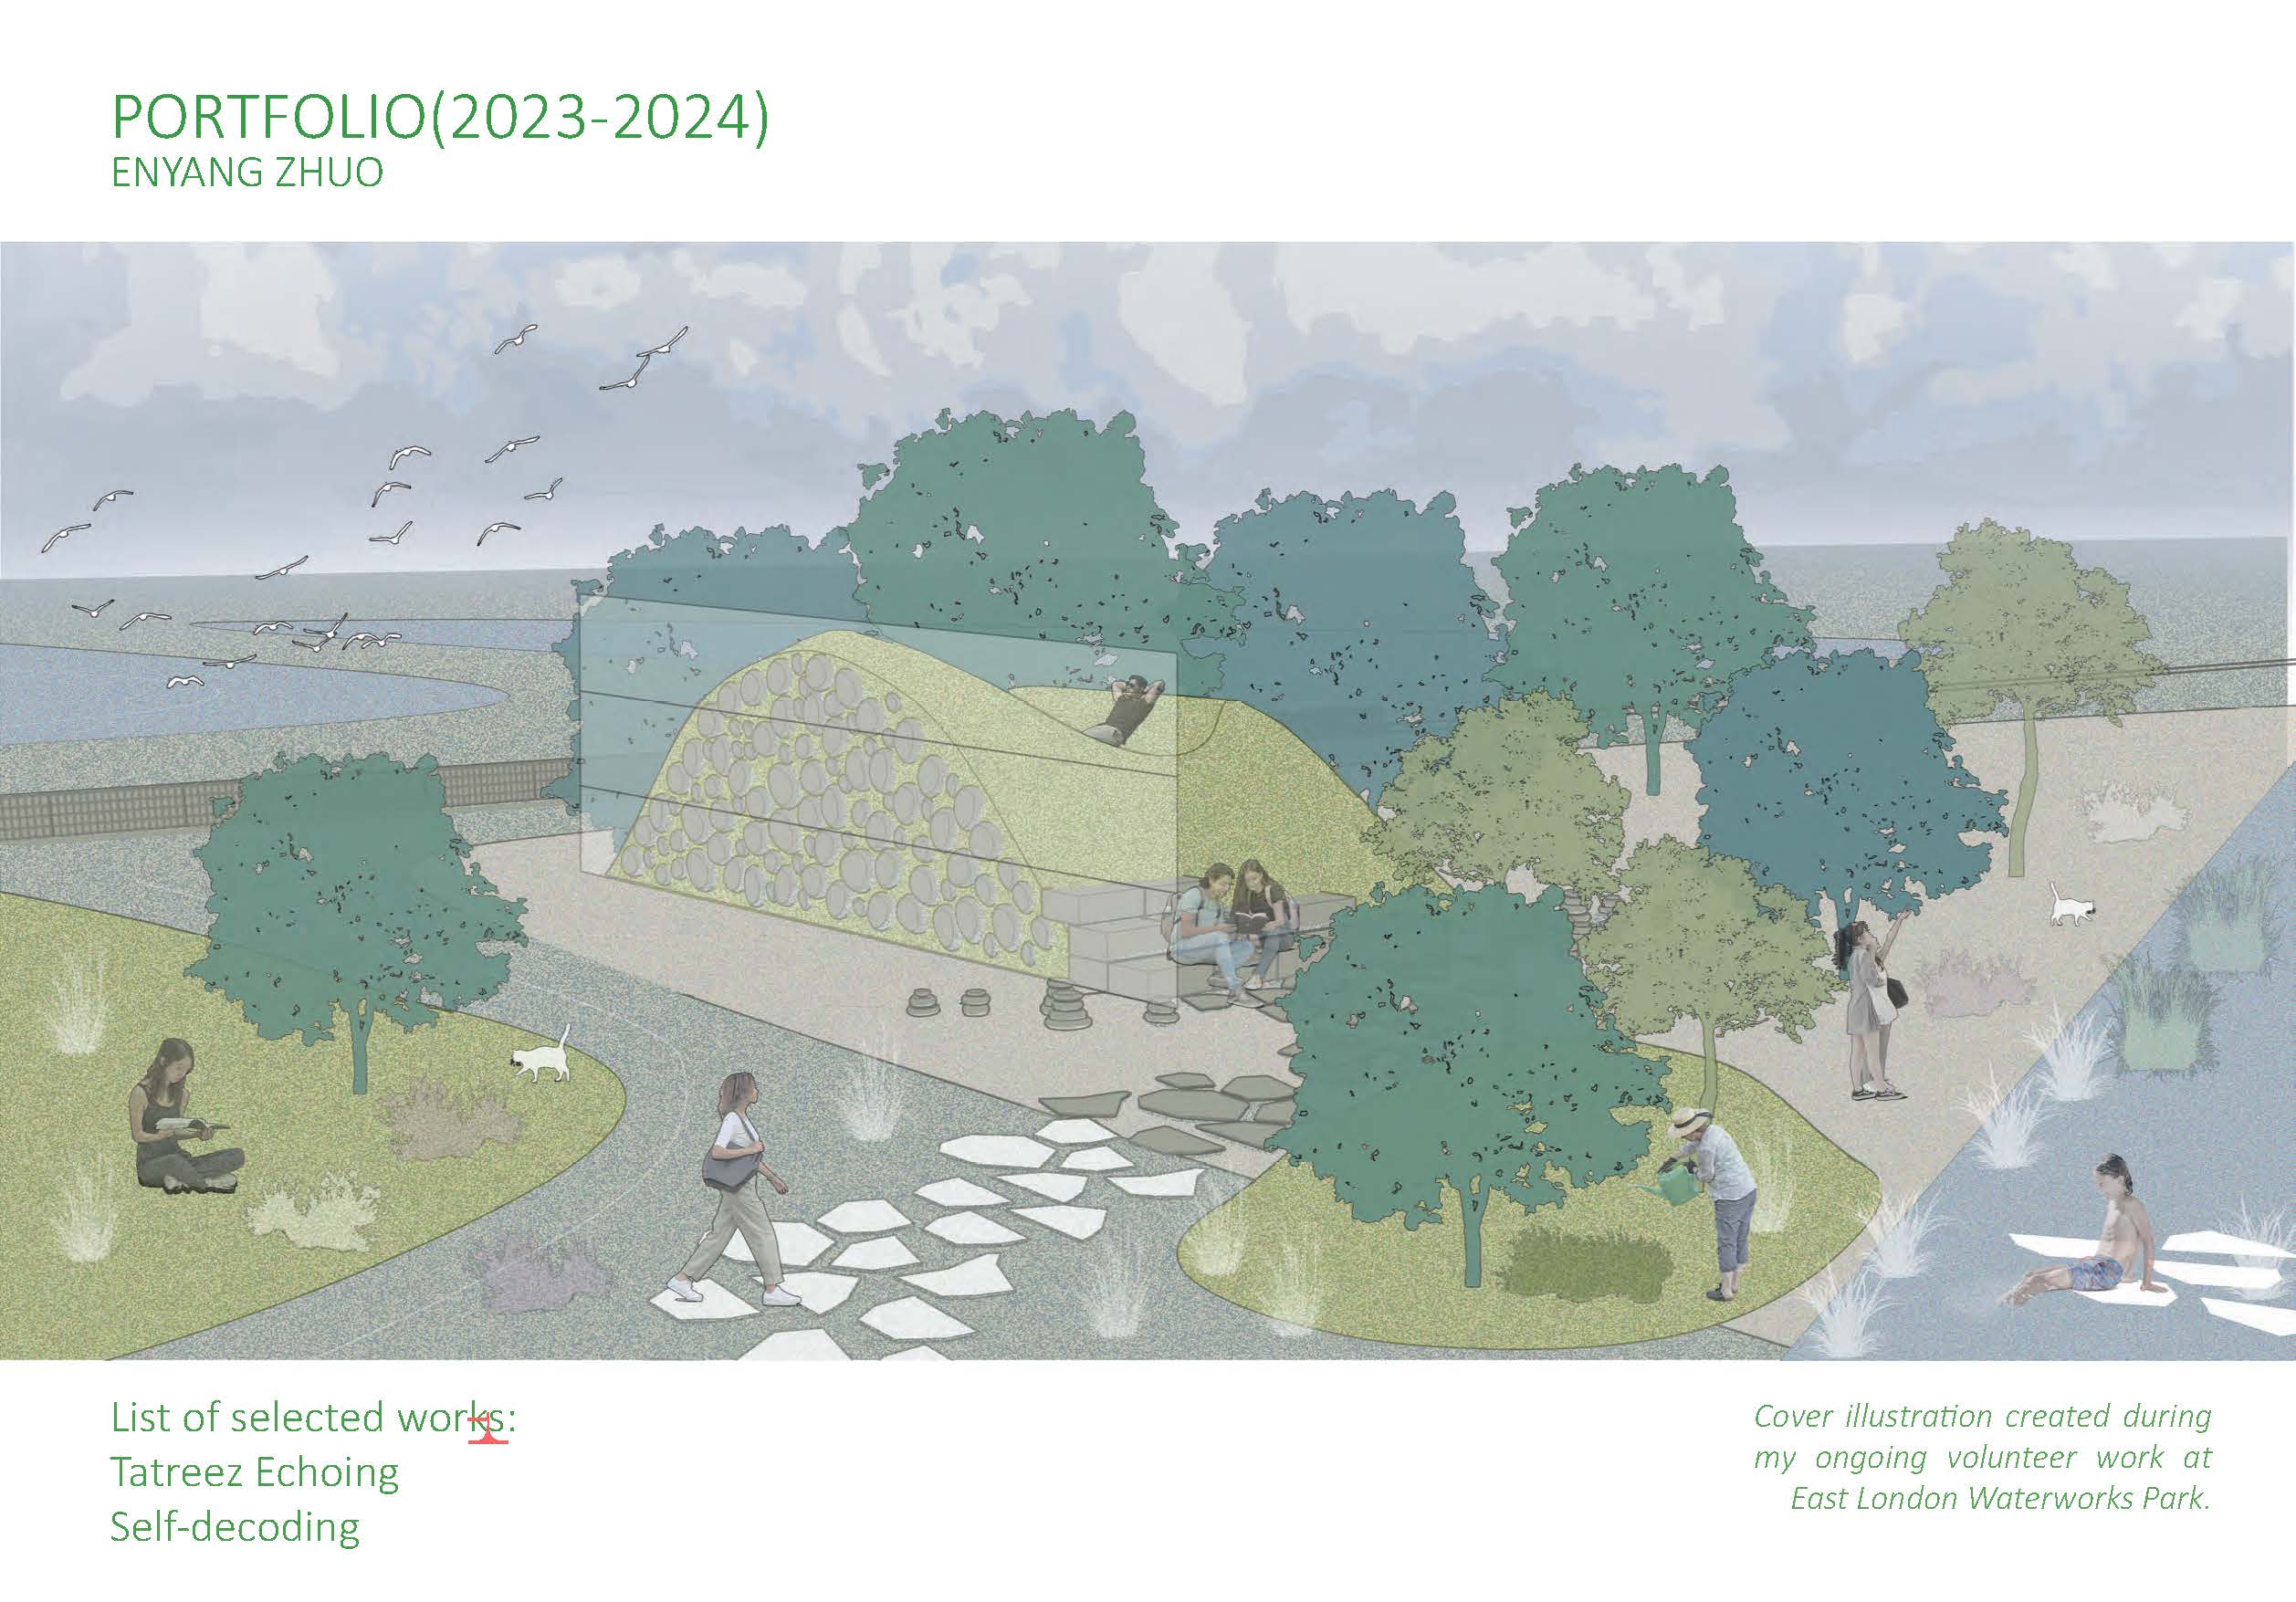 PORTFOLIO(2023-2024)
ENYANG ZHUO
List of selected works:
Tatreez Echoing
Self-decoding
Cover illustration created during
my ongoing volunteer work at
East London Waterworks Park.